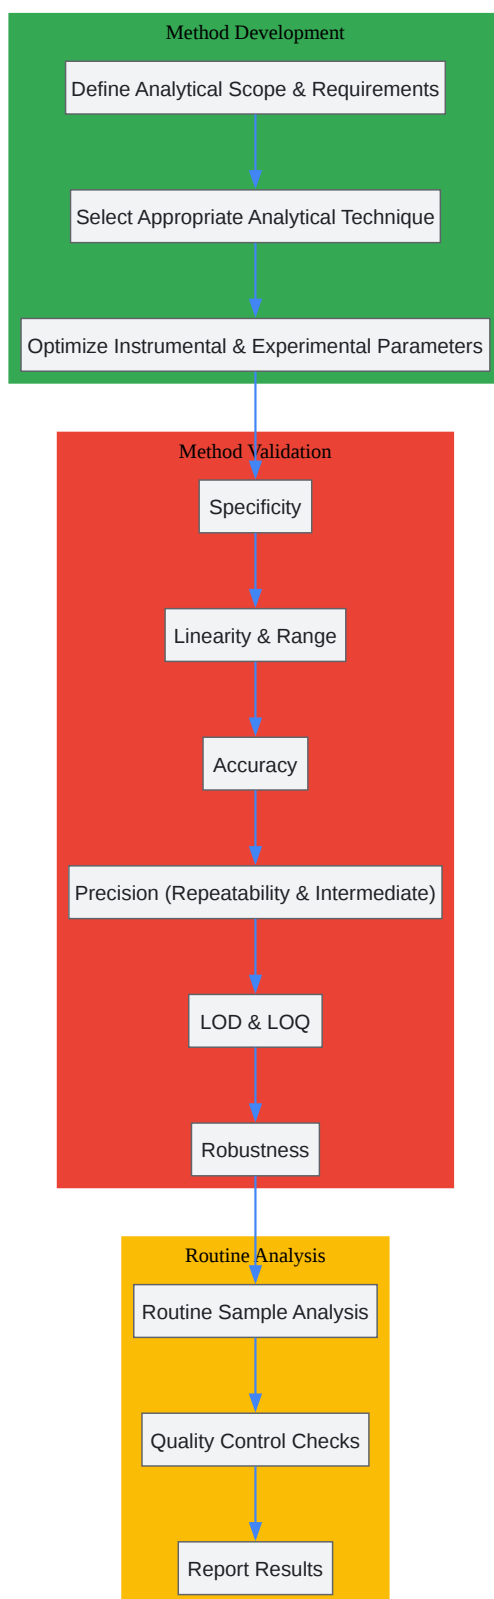 Method Development
Define Analytical Scope & Requirements
Select Appropriate Analytical Technique
Optimize Instrumental & Experimental Parameters
Method Validation
Specificity
Linearity & Range
Accuracy
Precision (Repeatability & Intermediate)
LOD & LOQ
Robustness
Routine Analysis
Routine Sample Analysis
Quality Control Checks
Report Results